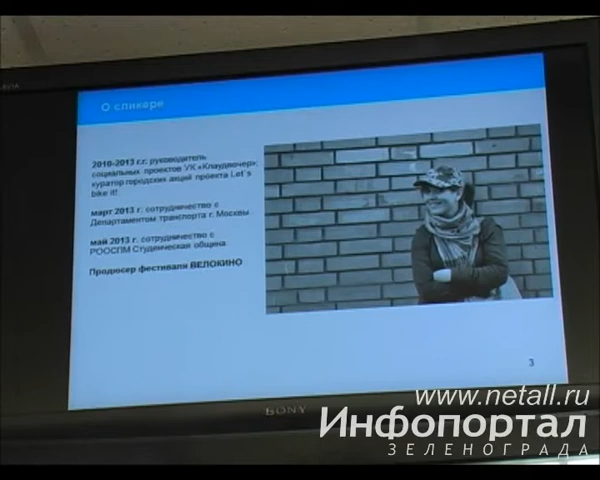 О спикере
2010-2013 г.г. руководитель
социальных проектов УК «Клаудвочер»,
куратор городских акций проекта Let`s
bike it!
март 2013 г. сотрудничество с
Департаментом транспорта г. Москвы
май 2013 г. сотрудничество с
РООСПМ Студенческая община.
Продюсер фестиваля ВЕЛОКИНО
3
SONY
www.netall.ru
Инфопортал
ЗЕЛЕНОГРАДА